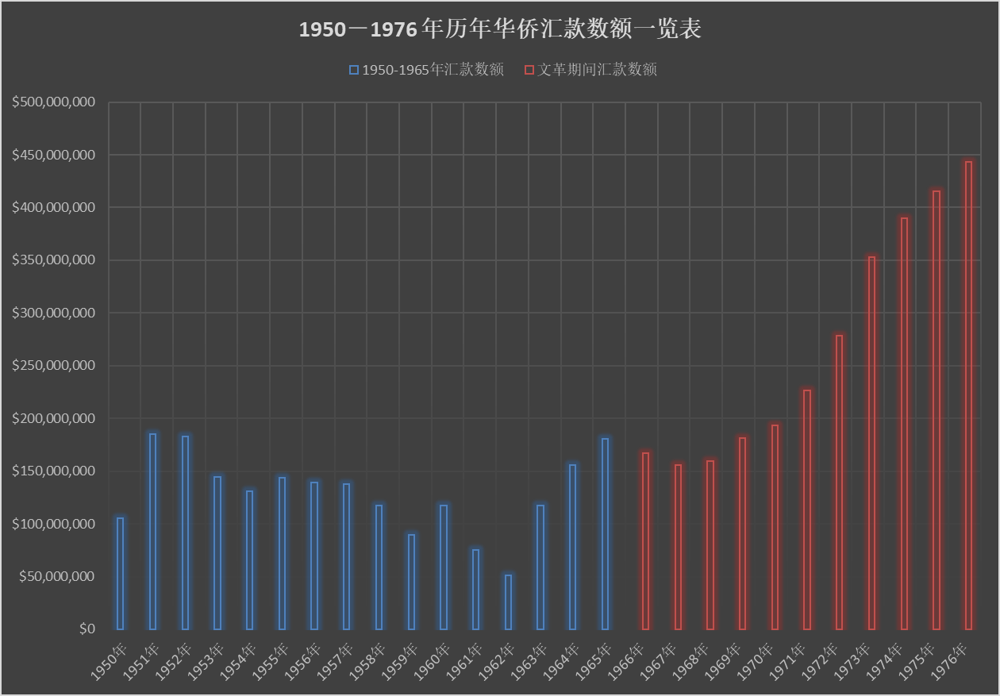 1950－1976年历年华侨汇款数额一览表
1950-1965年汇款数额
文革期间汇款数额
$500,000,000
$450,000,000
$400,000,000
$350,000,000
$300,000,000
$250,000,000
$200,000,000
$150,000,000
$100,000,000
$50,000,000
$0
1950年
1951年
1952年
1953年
1954年
1955年
1956年
1957年
1958年
1959年
1960年
1961年
1962年
1963年
1964年
1965年
1966年
1967年
1968年
1969年
1970年
1971年
1972年
1973年
1974年
1975年
1976年